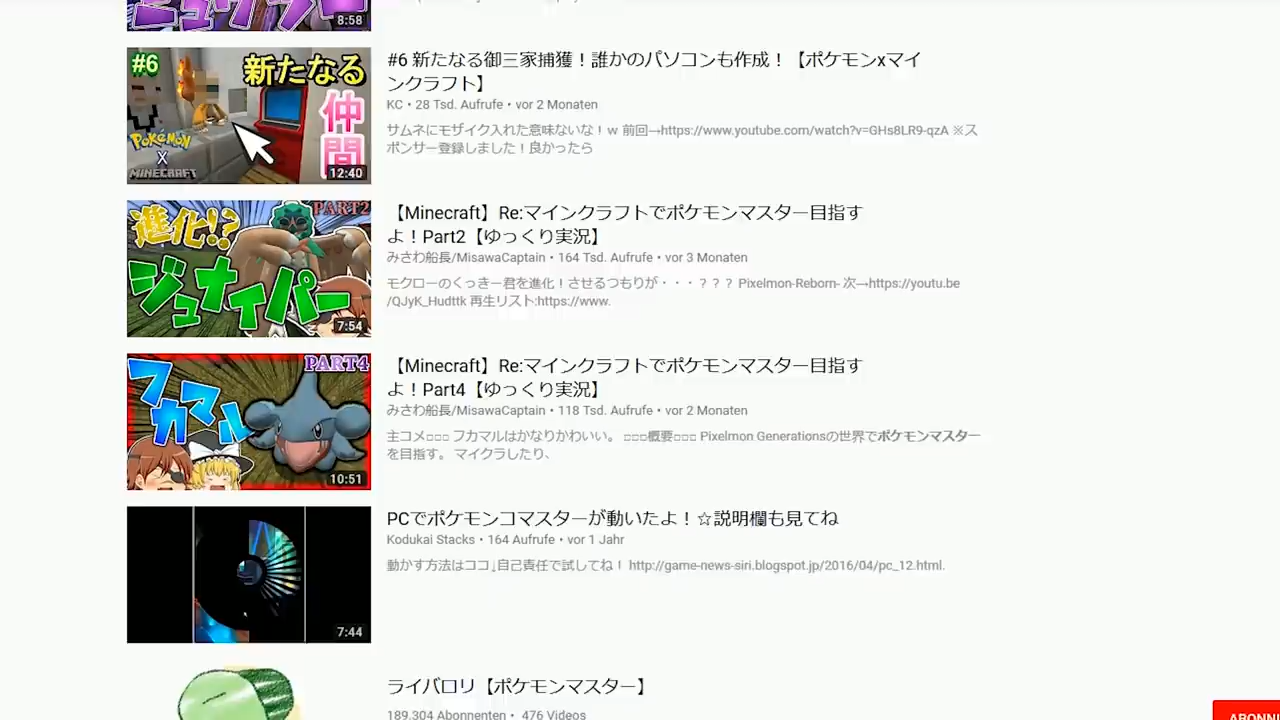 8:58
#6
新たなる
仲間
POKéMON
X
MINECRAFT
12:40
#6 新たなる御三家捕獲！誰かのパソコンも作成！【ポケモンxマイ
ンクラフト】
KC • 28 Tsd. Aufrufe • vor 2 Monaten
サムネにモザイク入れた意味ないな！w 前回→https://www.youtube.com/watch?v=GHs8LR9-qzA ※ス
ポンサー登録しました！良かったら
進化!?
PART2
ジュナイパー
7:54
【Minecraft】Re:マインクラフトでポケモンマスター目指す
よ！Part2【ゆっくり実況】
みさわ船長/MisawaCaptain • 164 Tsd. Aufrufe • vor 3 Monaten
モクローのくっきー君を進化！させるつもりが・・・？？？ Pixelmon-Reborn- 次→https://youtu.be
/QJyK_Hudttk 再生リスト:https://www.
PART4
フカマル
10:51
【Minecraft】Re:マインクラフトでポケモンマスター目指す
よ！Part4【ゆっくり実況】
みさわ船長/MisawaCaptain • 118 Tsd. Aufrufe • vor 2 Monaten
主コメ□□□ フカマルはかなりかわいい。 □□□概要□□□ Pixelmon Generationsの世界でポケモンマスター
を目指す。 マイクラしたり、
7:44
PCでポケモンコマスターが動いたよ！☆説明欄も見てね
Kodukai Stacks • 164 Aufrufe • vor 1 Jahr
動かす方法はココ↓自己責任で試してね！ http://game-news-siri.blogspot.jp/2016/04/pc_12.html.
ライバロリ【ポケモンマスター】
189.304 Abonnenten • 476 Videos